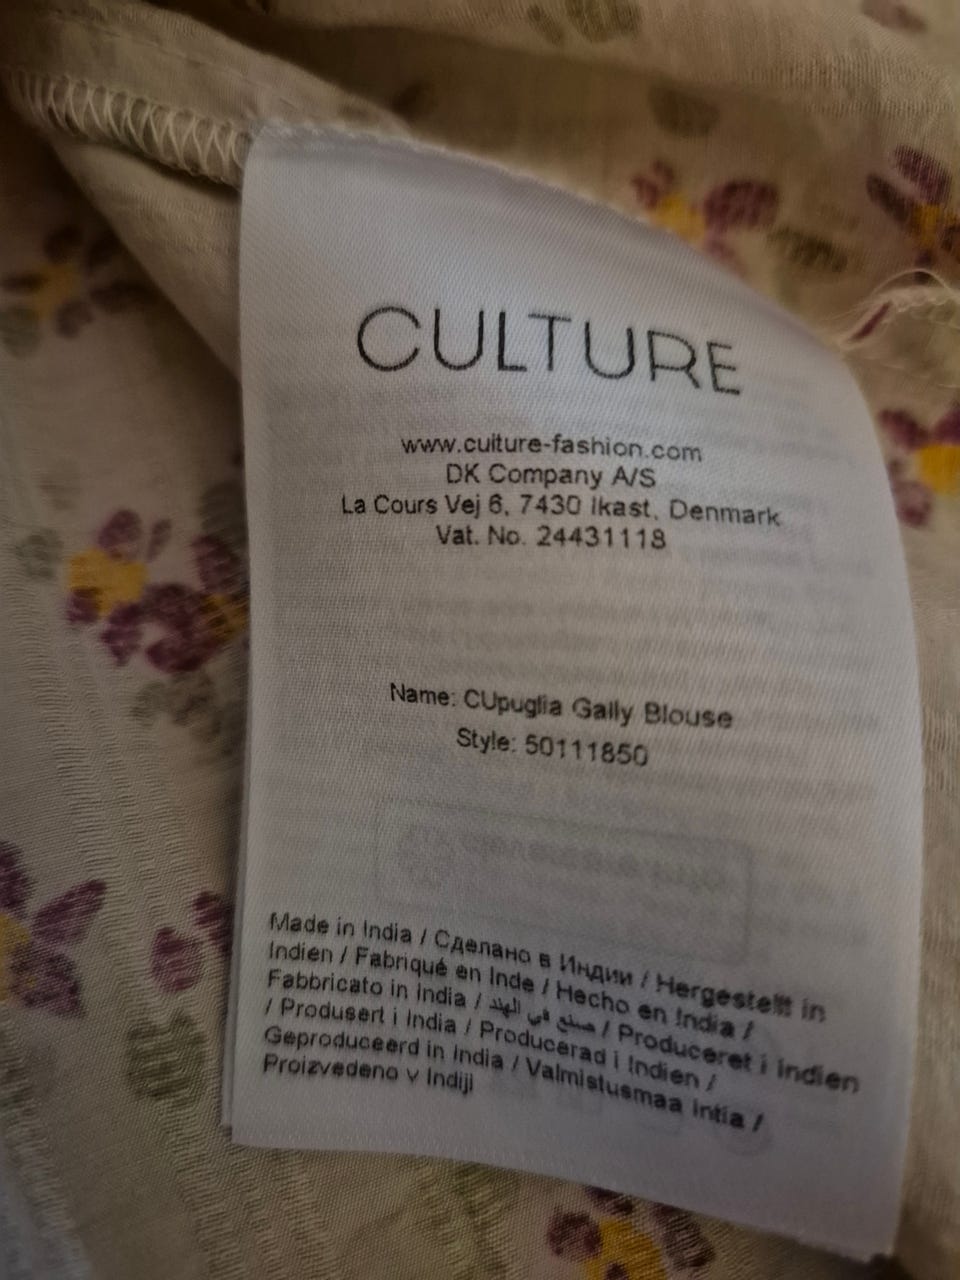 CULTURE
www.culture-fashion.com
DK Company A/S
La Cours Vej 6, 7430 Ikast, Denmark
Vat. No. 24431118
Name: CUpuglia Gaily Blouse
Style: 50111850
Made in India / Сделано в Индии / Hergestellt in
Indien / Fabriqué en Inde / Hecho en India /
Fabbricato in India / صنع في الهند / Produceret i Indien
/ Produsert i India / Producerad i Indien /
Geproduceerd in India / Valmistusmaa Intia /
Proizvedeno v Indiji